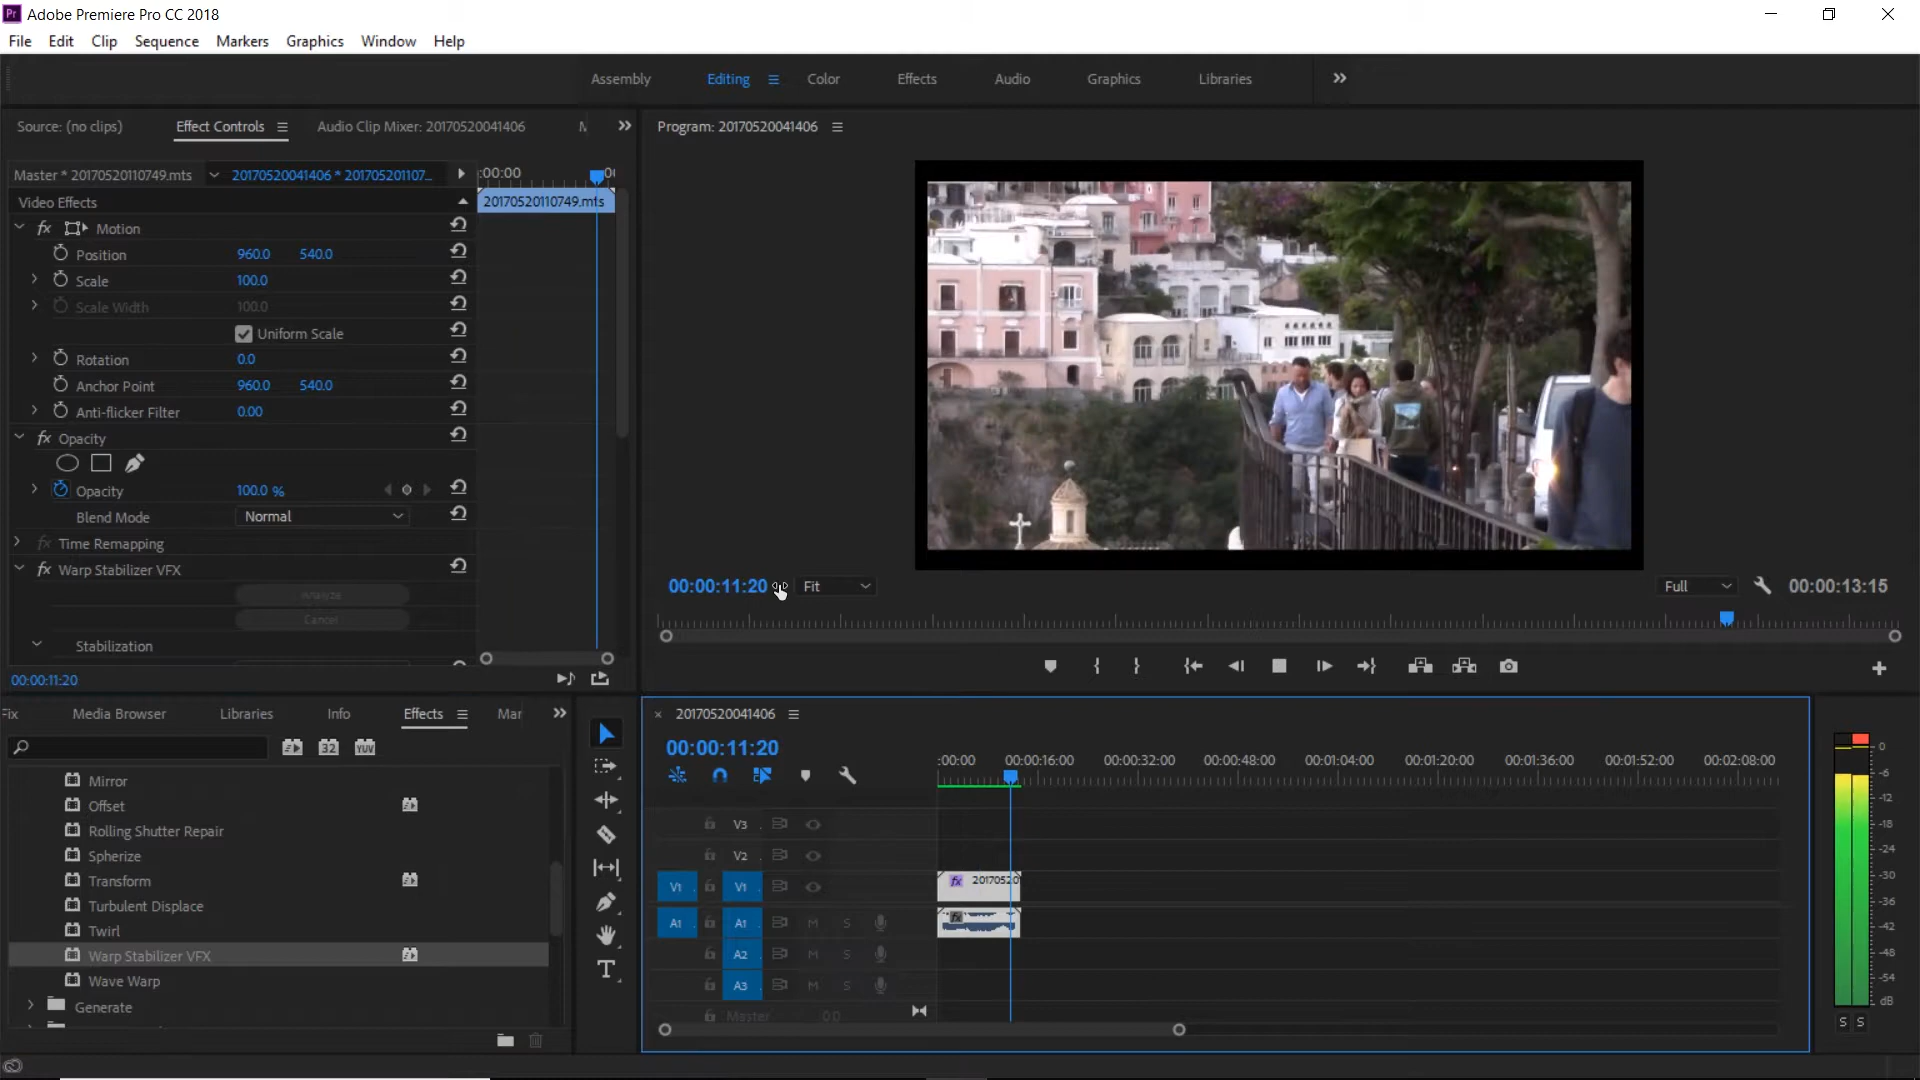 Pr Adobe Premiere Pro CC 2018
File Edit Clip Sequence Markers Graphics Window Help
Assembly Editing Color Effects Audio Graphics Libraries
Source: (no clips) Effect Controls Audio Clip Mixer: 20170520041406
Program: 20170520041406
Master * 20170520110749.mts 20170520041406 * 201705201107... :00:00
Video Effects 20170520110749.mts
fx Motion
Position 960.0 540.0
Scale 100.0
Scale Width 100.0
Uniform Scale
Rotation 0.0
Anchor Point 960.0 540.0
Anti-flicker Filter 0.00
fx Opacity
Opacity 100.0 %
Blend Mode Normal
fx Time Remapping
fx Warp Stabilizer VFX
Analyze
Cancel
Stabilization
00:00:11:20
00:00:11:20 Fit Full 00:00:13:15
Fix Media Browser Libraries Info Effects Mar
32 YUV
Mirror
Offset
Rolling Shutter Repair
Spherize
Transform
Turbulent Displace
Twirl
Warp Stabilizer VFX
Wave Warp
Generate
T
× 20170520041406
00:00:11:20
:00:00 00:00:16:00 00:00:32:00 00:00:48:00 00:01:04:00 00:01:20:00 00:01:36:00 00:01:52:00 00:02:08:00
V3
V2
V1 V1 fx 20170520
A1 A1 M S fx
A2 M S
A3 M S
Master 0.0
0
-6
-12
-18
-24
-30
-36
-42
-48
-54
dB
S S